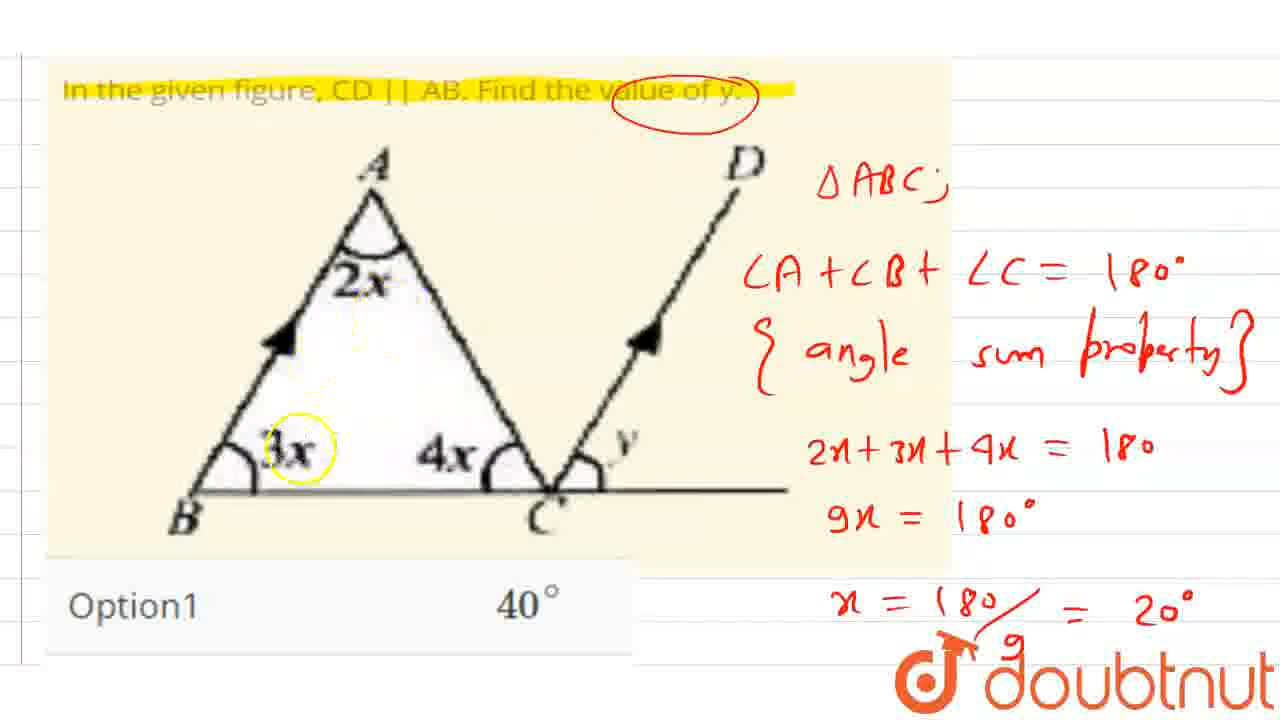 In the given figure, CD || AB. Find the value of y.
A
D
2x
3x
4x
y
B
C
Option1
40°
Δ ABC;
∠A + ∠B + ∠C = 180°
{ angle sum property }
2x + 3x + 4x = 180
9x = 180°
x = 180/9 = 20°
doubtnut